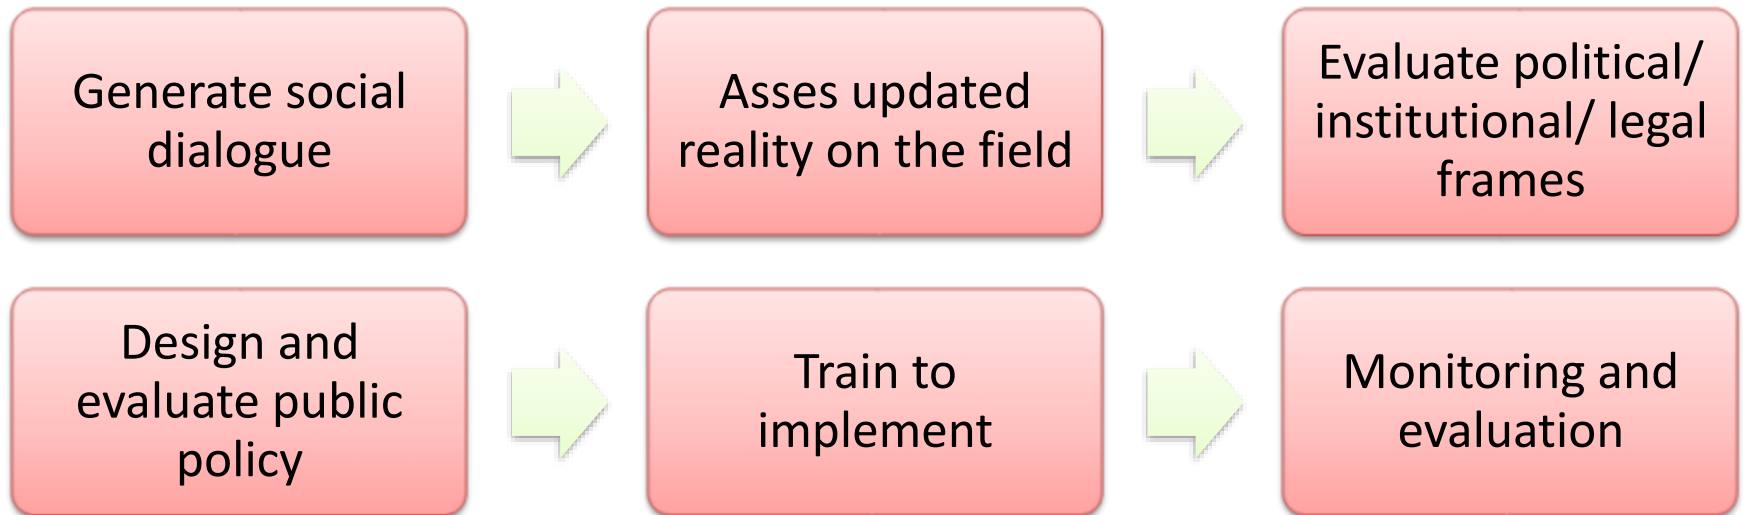 Generate social
dialogue
Asses updated
reality on the field
Evaluate political/
institutional/ legal
frames
Design and
evaluate public
policy
Train to
implement
Monitoring and
evaluation